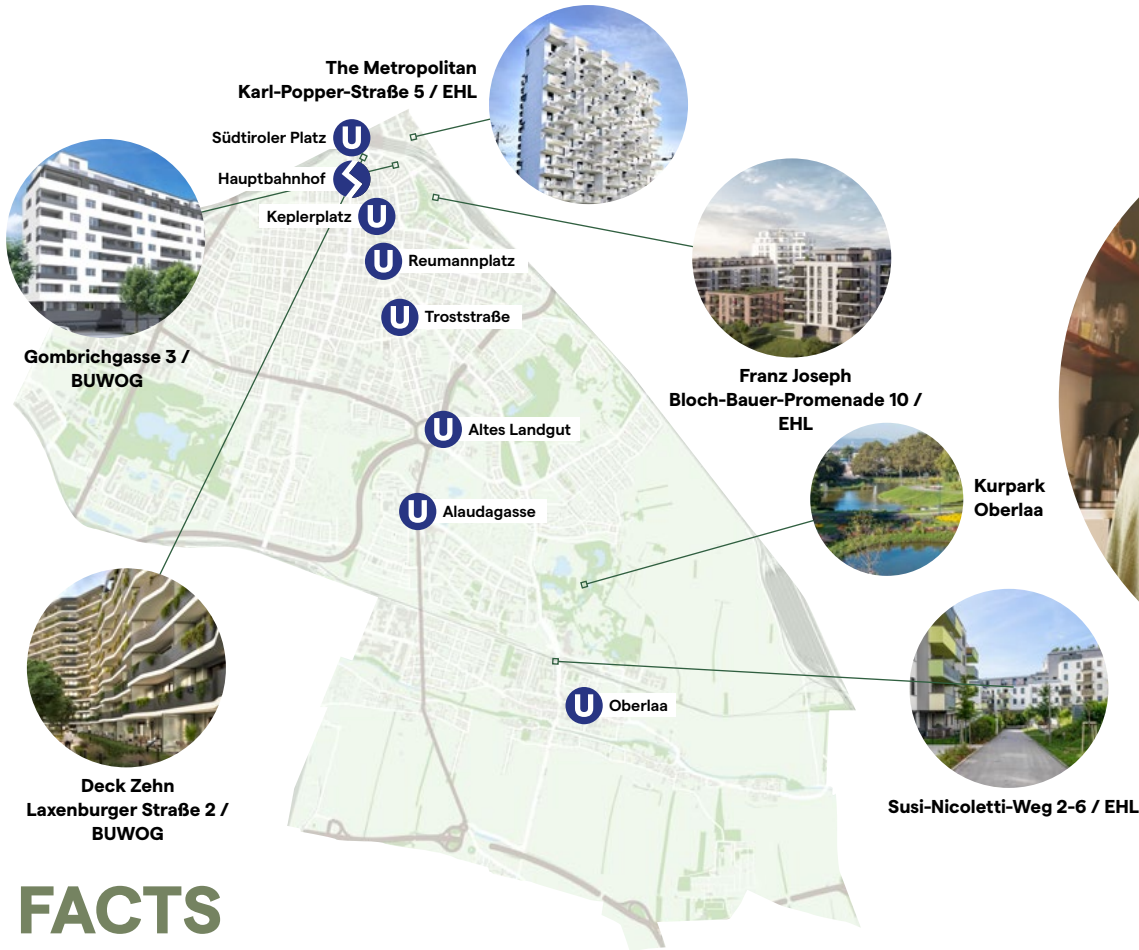 The Metropolitan
Karl-Popper-Straße 5 / EHL
Südtiroler Platz
U
Hauptbahnhof
Keplerplatz
U
U
Reumannplatz
U
Troststraße
Gombrichgasse 3 /
BUWOG
Franz Joseph
Bloch-Bauer-Promenade 10 /
EHL
U
Altes Landgut
Kurpark
Oberlaa
U
Alaudagasse
U
Oberlaa
Deck Zehn
Laxenburger Straße 2 /
BUWOG
Susi-Nicoletti-Weg 2-6 / EHL
FACTS